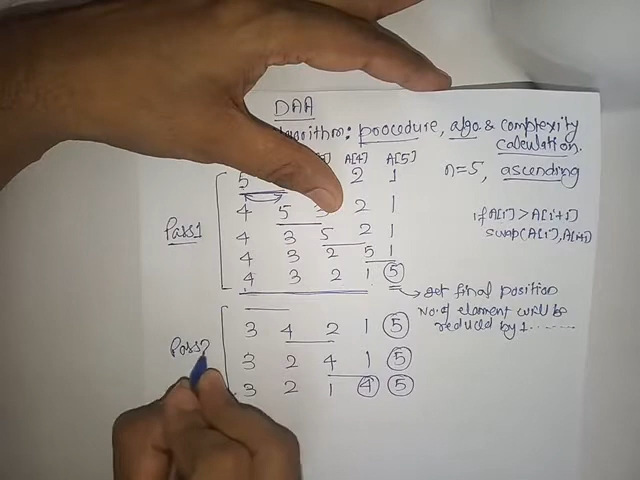 DAA
algorithm: procedure, algo & complexity
calculation.
A[4] A[5]
n=5, ascending
5 2 1
4 5 3 2 1
if A[i] > A[i+1]
swap(A[i], A[i+1])
Pass1
4 3 5 2 1
4 3 2 5 1
4 3 2 1 5
Get final position
No. of element will be
reduced by 1........
3 4 2 1 5
Pass2
3 2 4 1 5
3 2 1 4 5